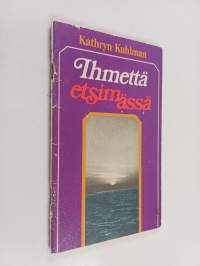 Kathryn Kuhlman
Ihmettä
etsimässä